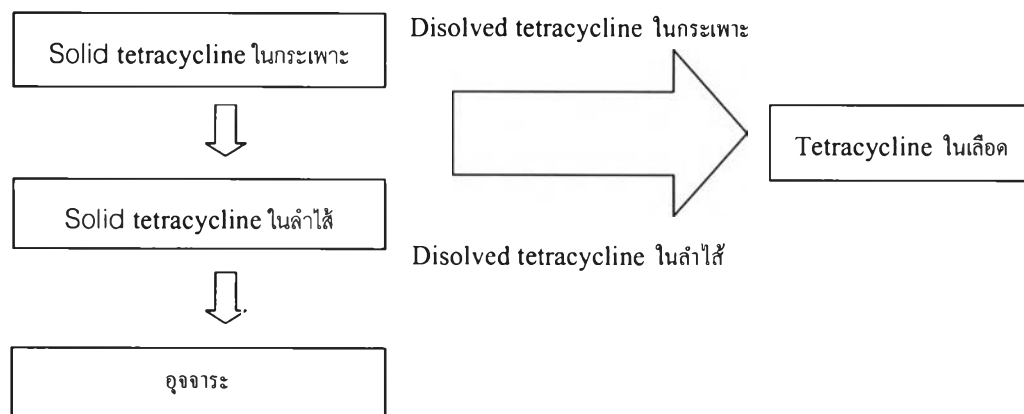 Solid tetracycline ในกระเพาะ
Disolved tetracycline ในกระเพาะ
Tetracycline ในเลือด
Solid tetracycline ในลำไส้
Disolved tetracycline ในลำไส้
อุจจาระ